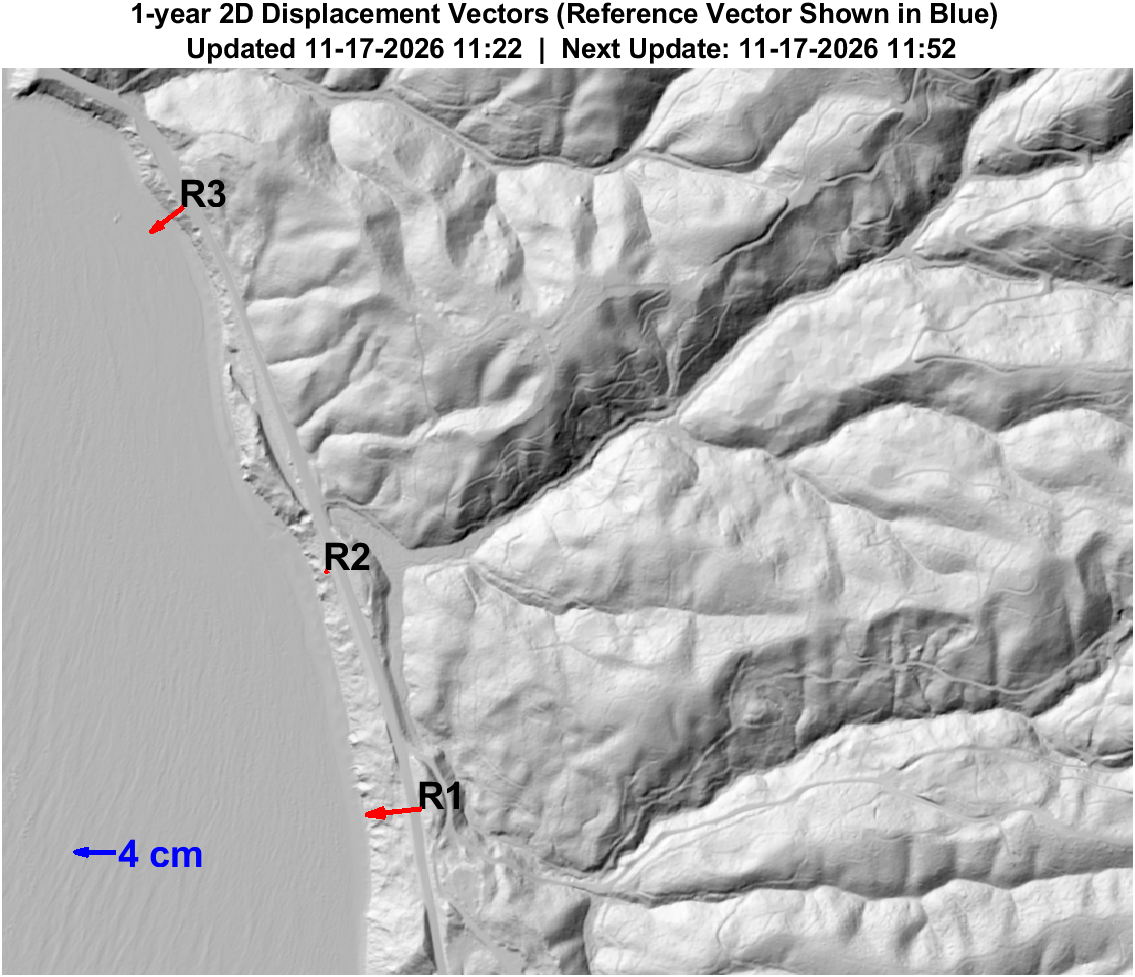 1-year 2D Displacement Vectors (Reference Vector Shown in Blue)
Updated 11-17-2026 11:22 | Next Update: 11-17-2026 11:52
R3
R2
R1
4 cm